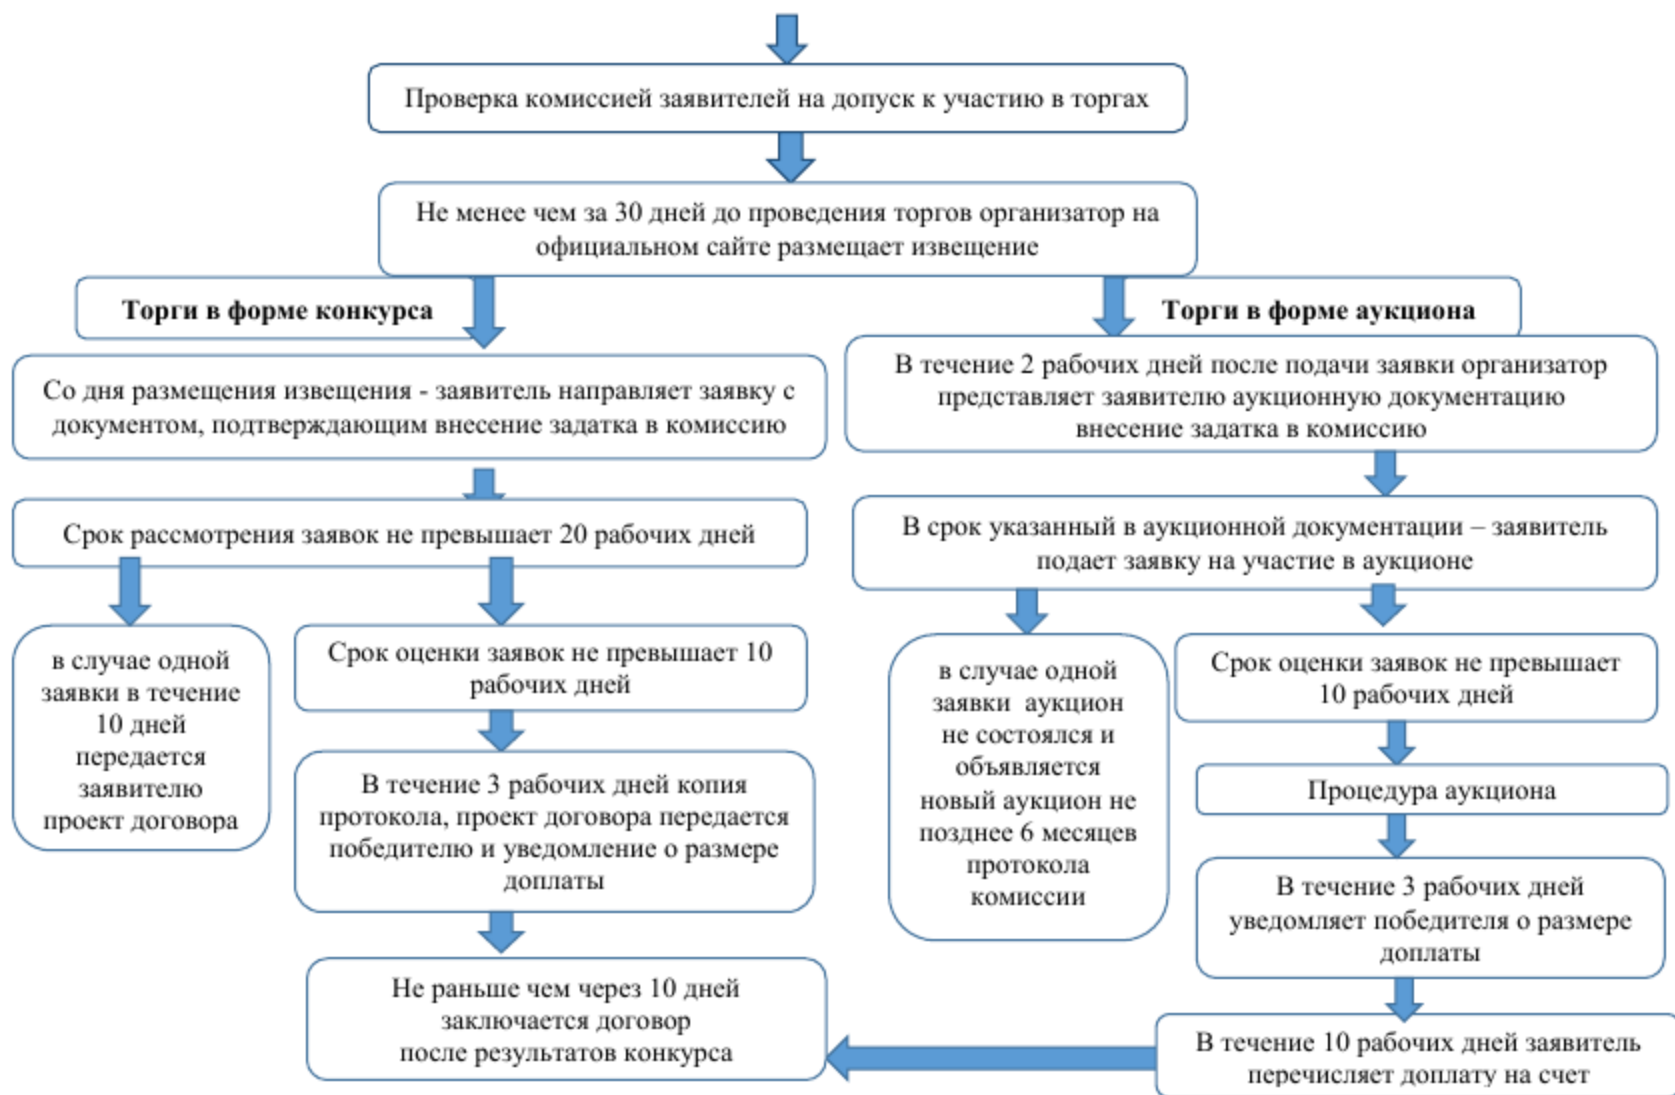 Проверка комиссией заявителей на допуск к участию в торгах
Не менее чем за 30 дней до проведения торгов организатор на
официальном сайте размещает извещение
Торги в форме конкурса
Со дня размещения извещения - заявитель направляет заявку с
документом, подтверждающим внесение задатка в комиссию
Срок рассмотрения заявок не превышает 20 рабочих дней
в случае одной
заявки в течение
10 дней
передается
заявителю
проект договора
Срок оценки заявок не превышает 10
рабочих дней
В течение 3 рабочих дней копия
протокола, проект договора передается
победителю и уведомление о размере
доплаты
Не раньше чем через 10 дней
заключается договор
после результатов конкурса
Торги в форме аукциона
В течение 2 рабочих дней после подачи заявки организатор
представляет заявителю аукционную документацию
внесение задатка в комиссию
В срок указанный в аукционной документации – заявитель
подает заявку на участие в аукционе
в случае одной
заявки аукцион
не состоялся и
объявляется
новый аукцион не
позднее 6 месяцев
протокола
комиссии
Срок оценки заявок не превышает
10 рабочих дней
Процедура аукциона
В течение 3 рабочих дней
уведомляет победителя о размере
доплаты
В течение 10 рабочих дней заявитель
перечисляет доплату на счет